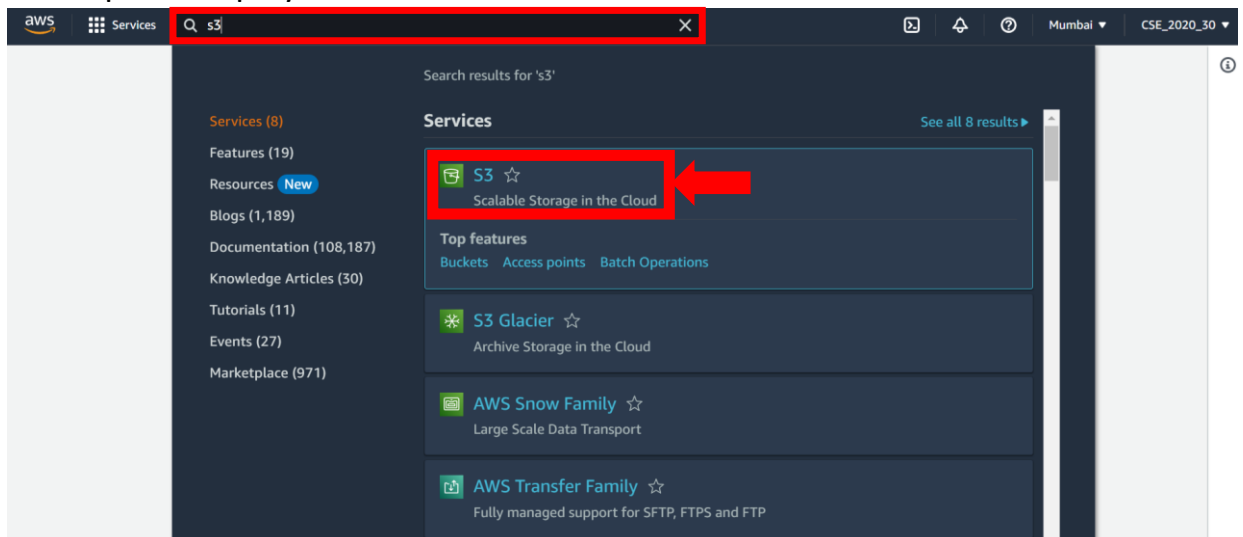 aws Services s3 Mumbai ▼ CSE_2020_30 ▼
Search results for 's3'
Services (8)
Features (19)
Resources New
Blogs (1,189)
Documentation (108,187)
Knowledge Articles (30)
Tutorials (11)
Events (27)
Marketplace (971)
Services See all 8 results ▶
S3
Scalable Storage in the Cloud
Top features
Buckets Access points Batch Operations
S3 Glacier
Archive Storage in the Cloud
AWS Snow Family
Large Scale Data Transport
AWS Transfer Family
Fully managed support for SFTP, FTPS and FTP